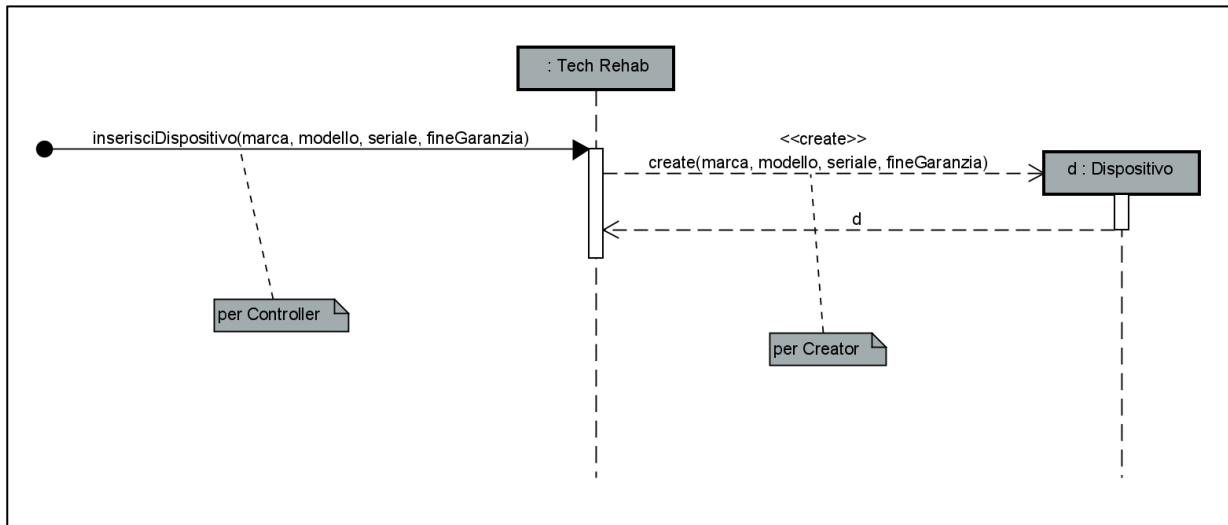 : Tech Rehab
inserisciDispositivo(marca, modello, seriale, fineGaranzia)
<<create>>
create(marca, modello, seriale, fineGaranzia)
d : Dispositivo
d
per Controller
per Creator